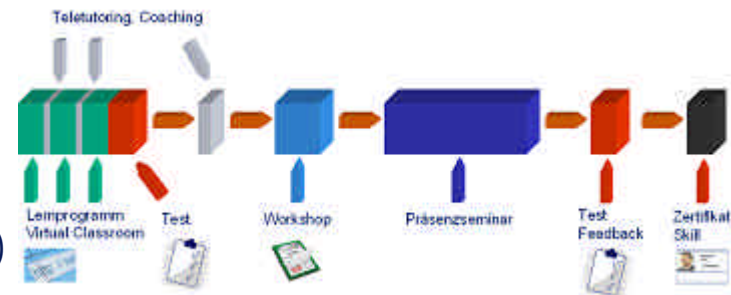 Teletutoring, Coaching
Lernprogramm
Virtual Classroom
Test
Workshop
Präsenzseminar
Test
Feedback
Zertifikat
Skill
)